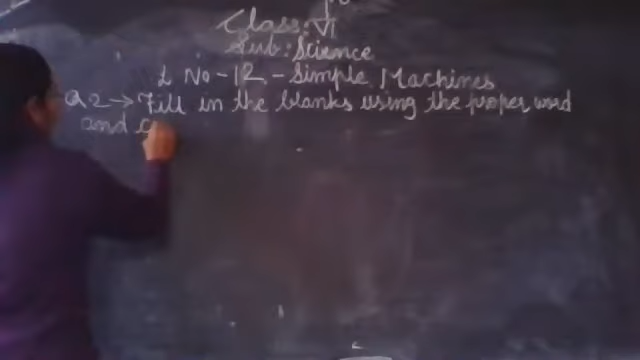 Class: VI
Sub: Science
L No-12 - Simple Machines
Q2 → Fill in the blanks using the proper word
and